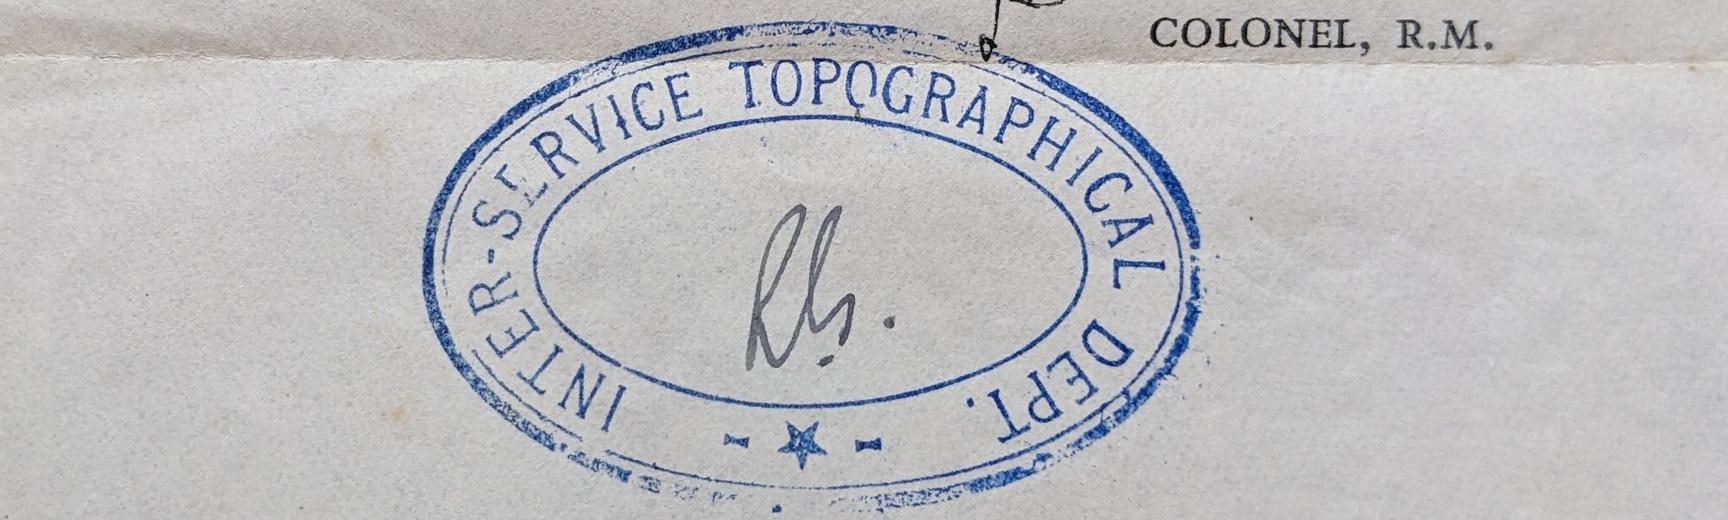 COLONEL, R.M.
INTER-SERVICE TOPOGRAPHICAL DEPT.